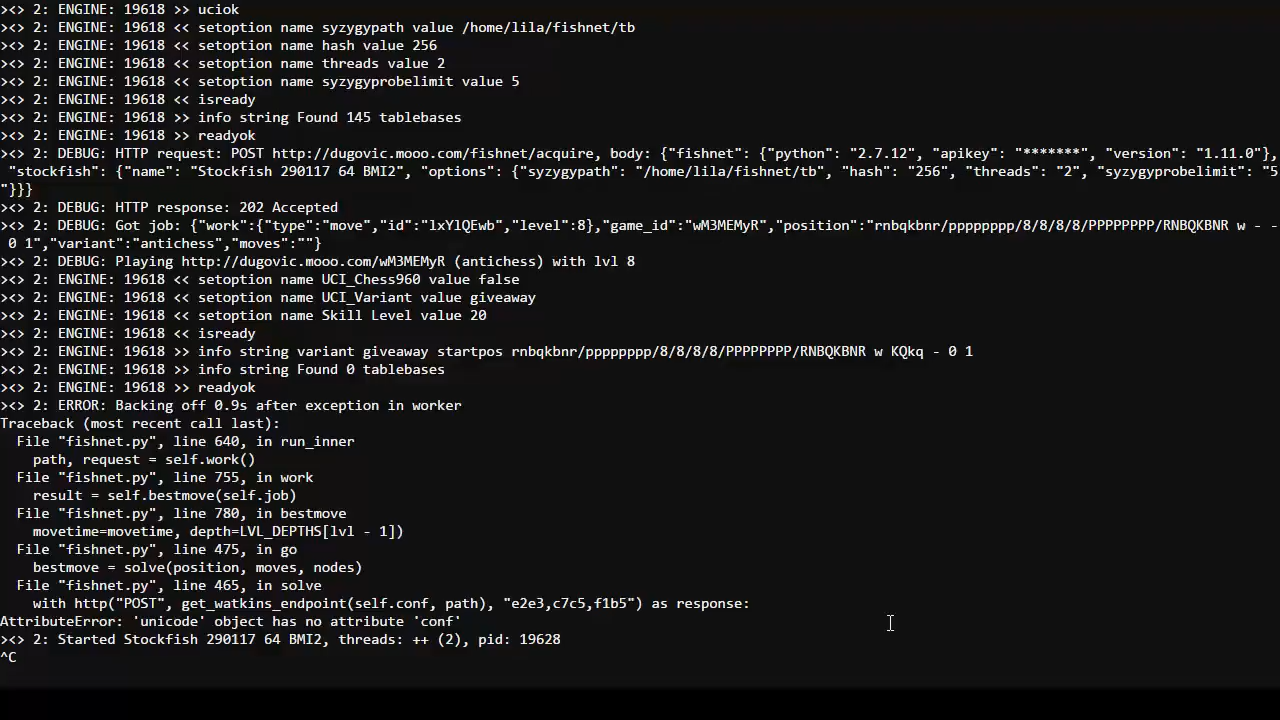 ><> 2: ENGINE: 19618 >> uciok
><> 2: ENGINE: 19618 << setoption name syzygypath value /home/lila/fishnet/tb
><> 2: ENGINE: 19618 << setoption name hash value 256
><> 2: ENGINE: 19618 << setoption name threads value 2
><> 2: ENGINE: 19618 << setoption name syzygyprobelimit value 5
><> 2: ENGINE: 19618 << isready
><> 2: ENGINE: 19618 >> info string Found 145 tablebases
><> 2: ENGINE: 19618 >> readyok
><> 2: DEBUG: HTTP request: POST http://dugovic.mooo.com/fishnet/acquire, body: {"fishnet": {"python": "2.7.12", "apikey": "*******", "version": "1.11.0"},
 "stockfish": {"name": "Stockfish 290117 64 BMI2", "options": {"syzygypath": "/home/lila/fishnet/tb", "hash": "256", "threads": "2", "syzygyprobelimit": "5
"}}}
><> 2: DEBUG: HTTP response: 202 Accepted
><> 2: DEBUG: Got job: {"work":{"type":"move","id":"lxYlQEwb","level":8},"game_id":"wM3MEMyR","position":"rnbqkbnr/pppppppp/8/8/8/8/PPPPPPPP/RNBQKBNR w - -
 0 1","variant":"antichess","moves":""}
><> 2: DEBUG: Playing http://dugovic.mooo.com/wM3MEMyR (antichess) with lvl 8
><> 2: ENGINE: 19618 << setoption name UCI_Chess960 value false
><> 2: ENGINE: 19618 << setoption name UCI_Variant value giveaway
><> 2: ENGINE: 19618 << setoption name Skill Level value 20
><> 2: ENGINE: 19618 << isready
><> 2: ENGINE: 19618 >> info string variant giveaway startpos rnbqkbnr/pppppppp/8/8/8/8/PPPPPPPP/RNBQKBNR w KQkq - 0 1
><> 2: ENGINE: 19618 >> info string Found 0 tablebases
><> 2: ENGINE: 19618 >> readyok
><> 2: ERROR: Backing off 0.9s after exception in worker
Traceback (most recent call last):
  File "fishnet.py", line 640, in run_inner
    path, request = self.work()
  File "fishnet.py", line 755, in work
    result = self.bestmove(self.job)
  File "fishnet.py", line 780, in bestmove
    movetime=movetime, depth=LVL_DEPTHS[lvl - 1])
  File "fishnet.py", line 475, in go
    bestmove = solve(position, moves, nodes)
  File "fishnet.py", line 465, in solve
    with http("POST", get_watkins_endpoint(self.conf, path), "e2e3,c7c5,f1b5") as response:
AttributeError: 'unicode' object has no attribute 'conf'
><> 2: Started Stockfish 290117 64 BMI2, threads: ++ (2), pid: 19628
^C